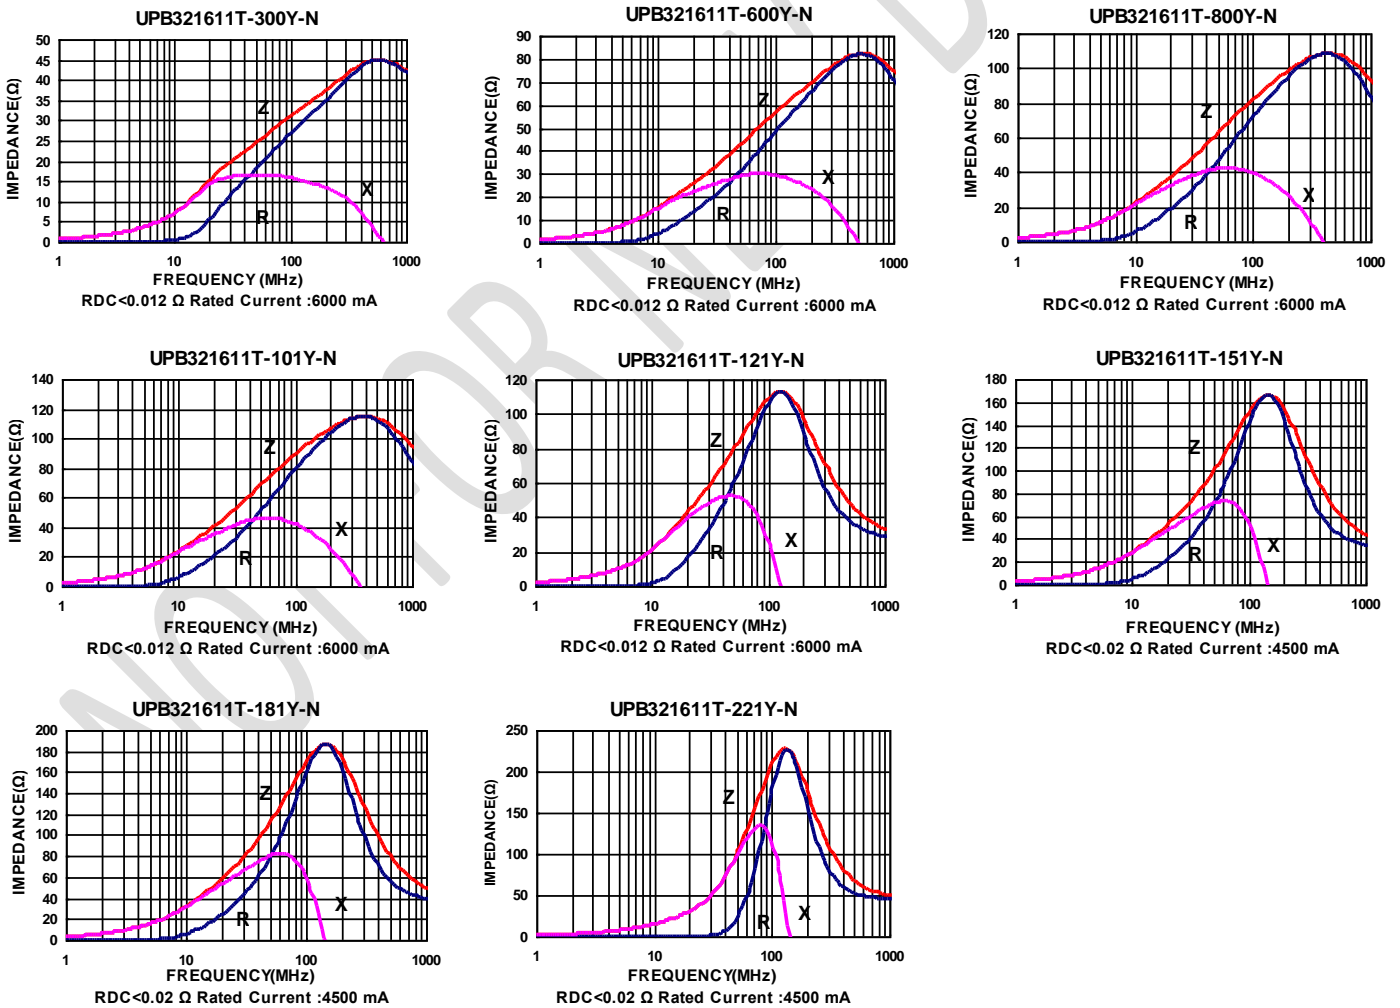 UPB321611T-300Y-N
IMPEDANCE(Ω)
50
45
40
35
30
25
20
15
10
5
0
Z
X
R
1
10
100
1000
FREQUENCY (MHz)
RDC<0.012 Ω Rated Current :6000 mA
UPB321611T-600Y-N
IMPEDANCE(Ω)
90
80
70
60
50
40
30
20
10
0
Z
X
R
1
10
100
1000
FREQUENCY (MHz)
RDC<0.012 Ω Rated Current :6000 mA
UPB321611T-800Y-N
IMPEDANCE(Ω)
120
100
80
60
40
20
0
Z
X
R
1
10
100
1000
FREQUENCY (MHz)
RDC<0.012 Ω Rated Current :6000 mA
UPB321611T-101Y-N
IMPEDANCE(Ω)
140
120
100
80
60
40
20
0
Z
X
R
1
10
100
1000
FREQUENCY (MHz)
RDC<0.012 Ω Rated Current :6000 mA
UPB321611T-121Y-N
IMPEDANCE(Ω)
120
100
80
60
40
20
0
Z
X
R
1
10
100
1000
FREQUENCY (MHz)
RDC<0.012 Ω Rated Current :6000 mA
UPB321611T-151Y-N
IMPEDANCE(Ω)
180
160
140
120
100
80
60
40
20
0
Z
X
R
1
10
100
1000
FREQUENCY (MHz)
RDC<0.02 Ω Rated Current :4500 mA
UPB321611T-181Y-N
IMPEDANCE(Ω)
200
180
160
140
120
100
80
60
40
20
0
Z
X
R
1
10
100
1000
FREQUENCY(MHz)
RDC<0.02 Ω Rated Current :4500 mA
UPB321611T-221Y-N
IMPEDANCE(Ω)
250
200
150
100
50
0
Z
X
R
1
10
100
1000
FREQUENCY(MHz)
RDC<0.02 Ω Rated Current :4500 mA
NOT FOR